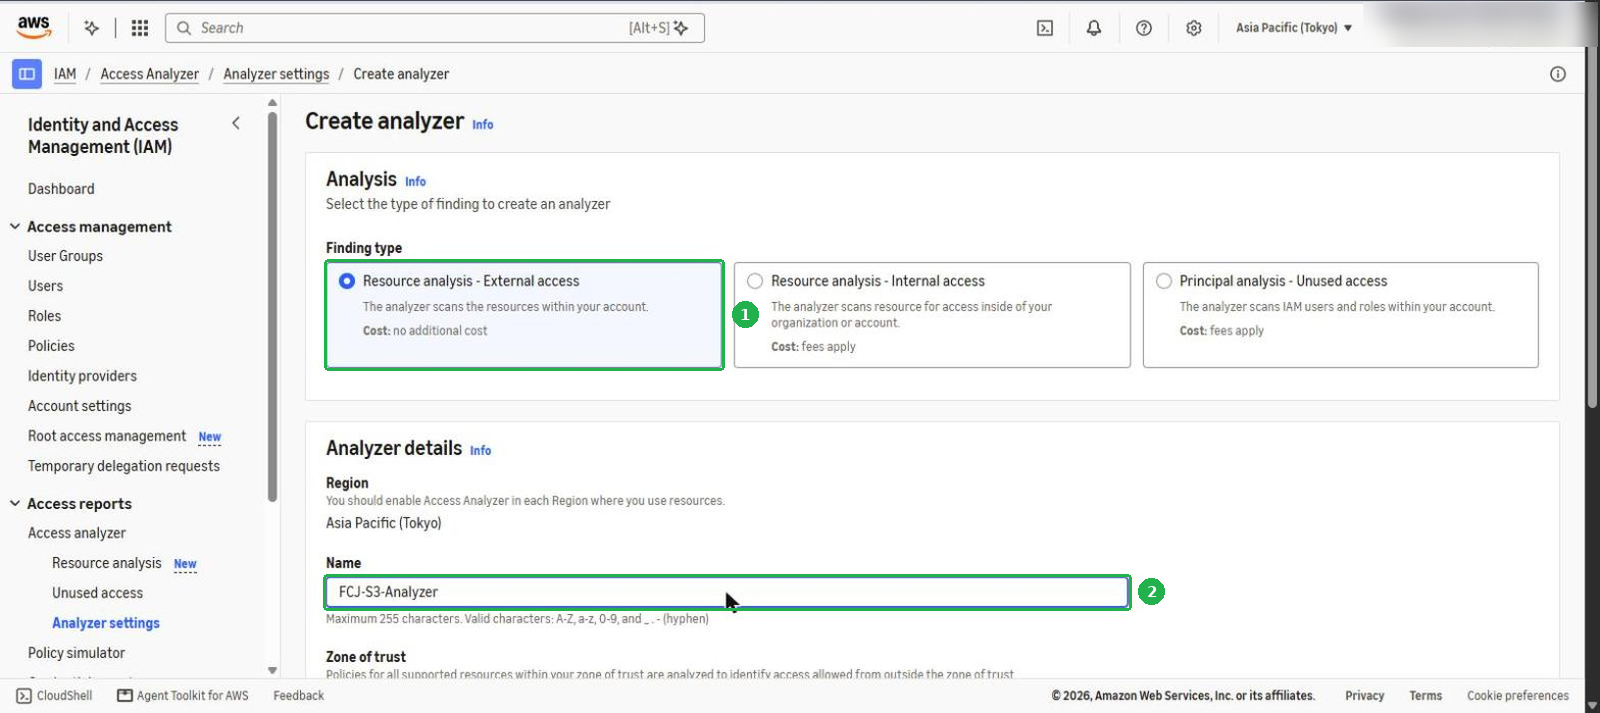 aws
Search [Alt+S]
Asia Pacific (Tokyo)
IAM / Access Analyzer / Analyzer settings / Create analyzer
Identity and Access Management (IAM)
Dashboard
Access management
User Groups
Users
Roles
Policies
Identity providers
Account settings
Root access management New
Temporary delegation requests
Access reports
Access analyzer
Resource analysis New
Unused access
Analyzer settings
Policy simulator
Create analyzer Info
Analysis Info
Select the type of finding to create an analyzer
Finding type
Resource analysis - External access
The analyzer scans the resources within your account.
Cost: no additional cost
1
Resource analysis - Internal access
The analyzer scans resource for access inside of your
organization or account.
Cost: fees apply
Principal analysis - Unused access
The analyzer scans IAM users and roles within your account.
Cost: fees apply
Analyzer details Info
Region
You should enable Access Analyzer in each Region where you use resources.
Asia Pacific (Tokyo)
Name
FCJ-S3-Analyzer
2
Maximum 255 characters. Valid characters: A-Z, a-z, 0-9, and _ . - (hyphen)
Zone of trust
Policies for all supported resources within your zone of trust are analyzed to identify access allowed from outside the zone of trust
CloudShell Agent Toolkit for AWS Feedback
© 2026, Amazon Web Services, Inc. or its affiliates. Privacy Terms Cookie preferences